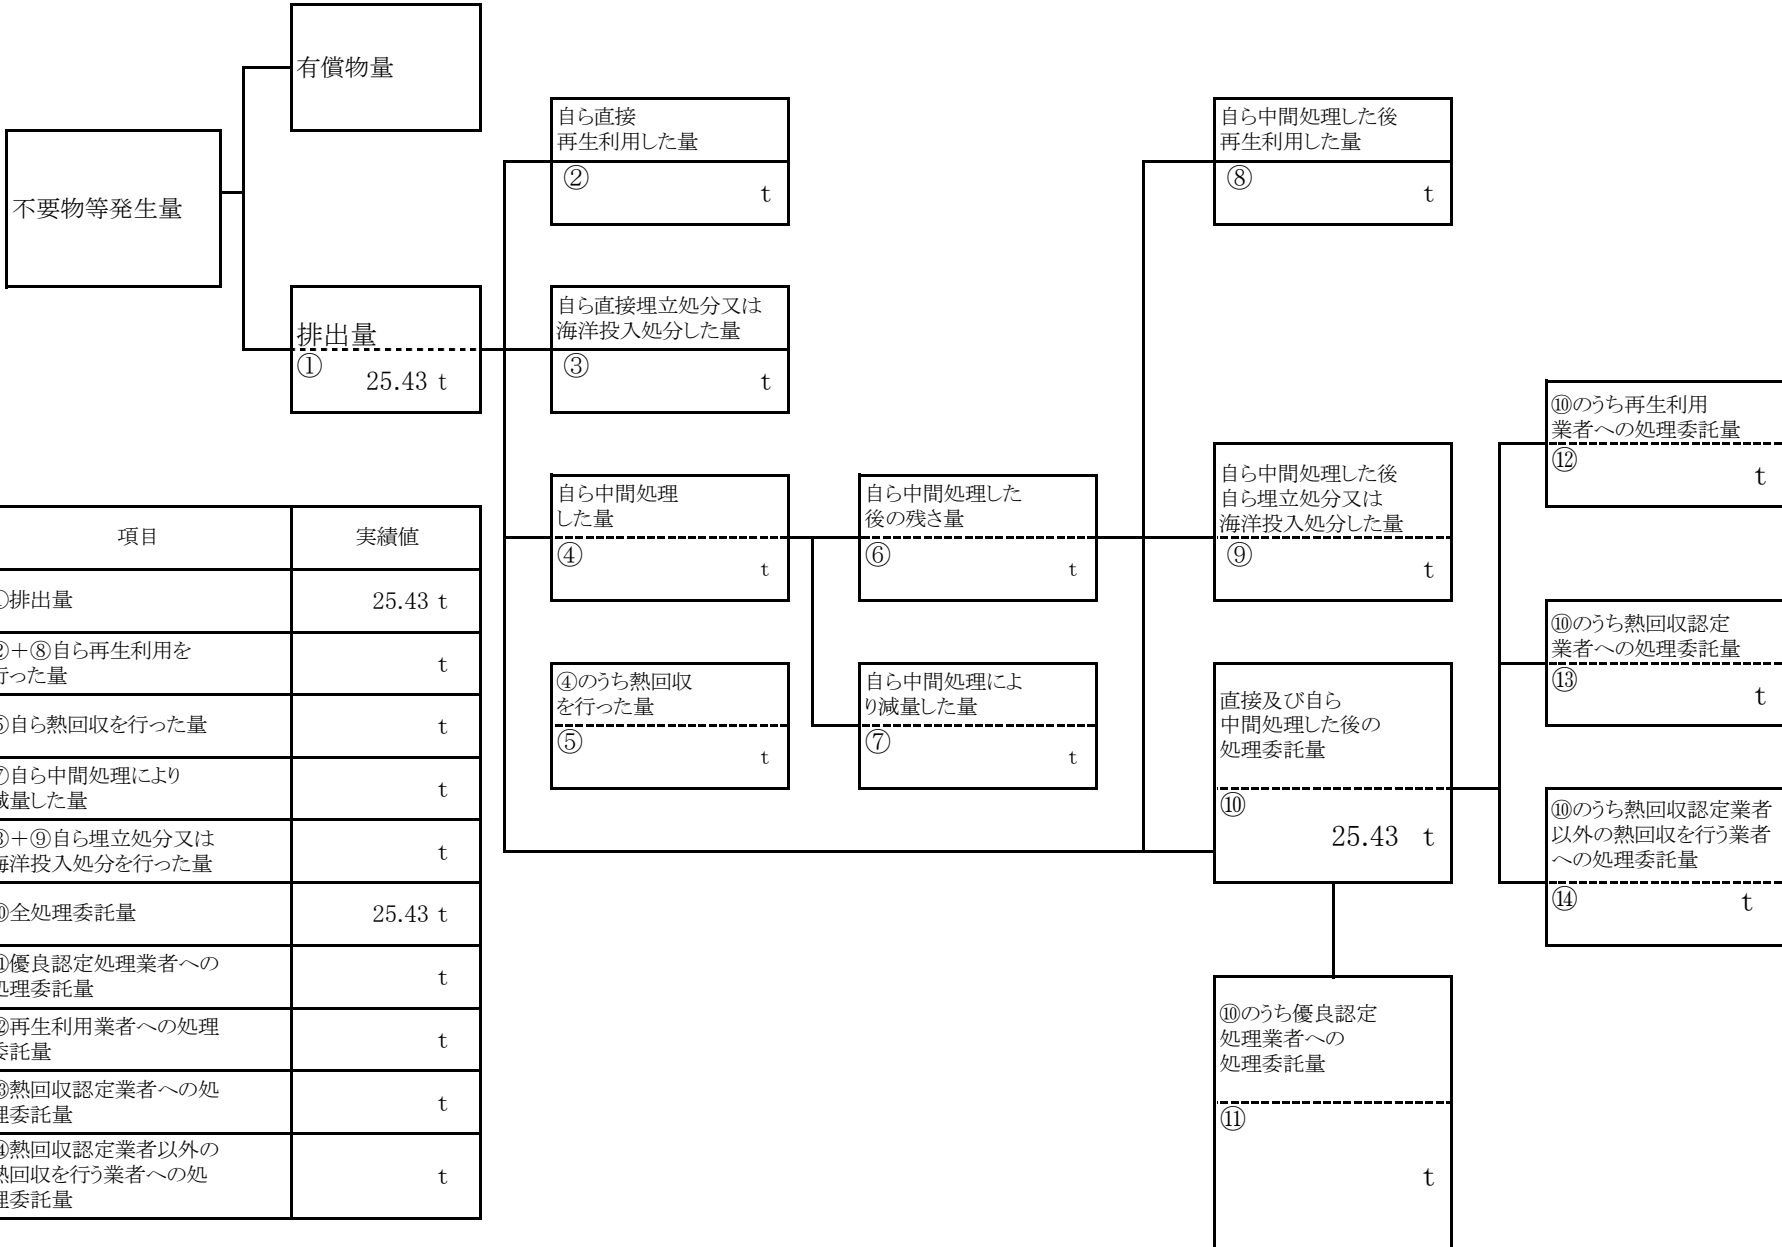 有償物量
不要物等発生量
排出量
①
25.43 t
自ら直接
再生利用した量
②
t
自ら直接埋立処分又は
海洋投入処分した量
③
t
自ら中間処理
した量
④
t
④のうち熱回収
を行った量
⑤
t
自ら中間処理した
後の残さ量
⑥
t
自ら中間処理によ
り減量した量
⑦
t
自ら中間処理した後
再生利用した量
⑧
t
自ら中間処理した後
自ら埋立処分又は
海洋投入処分した量
⑨
t
直接及び自ら
中間処理した後の
処理委託量
⑩
25.43 t
⑩のうち優良認定
処理業者への
処理委託量
⑪
t
⑩のうち再生利用
業者への処理委託量
⑫
t
⑩のうち熱回収認定
業者への処理委託量
⑬
t
⑩のうち熱回収認定業者
以外の熱回収を行う業者
への処理委託量
⑭
t
項目 実績値
①排出量 25.43 t
②+⑧自ら再生利用を
行った量
t
⑤自ら熱回収を行った量 t
⑦自ら中間処理により
減量した量
t
③+⑨自ら埋立処分又は
海洋投入処分を行った量
t
⑩全処理委託量 25.43 t
⑪優良認定処理業者への
処理委託量
t
⑫再生利用業者への処理
委託量
t
⑬熱回収認定業者への処
理委託量
t
⑭熱回収認定業者以外の
熱回収を行う業者への処
理委託量
t